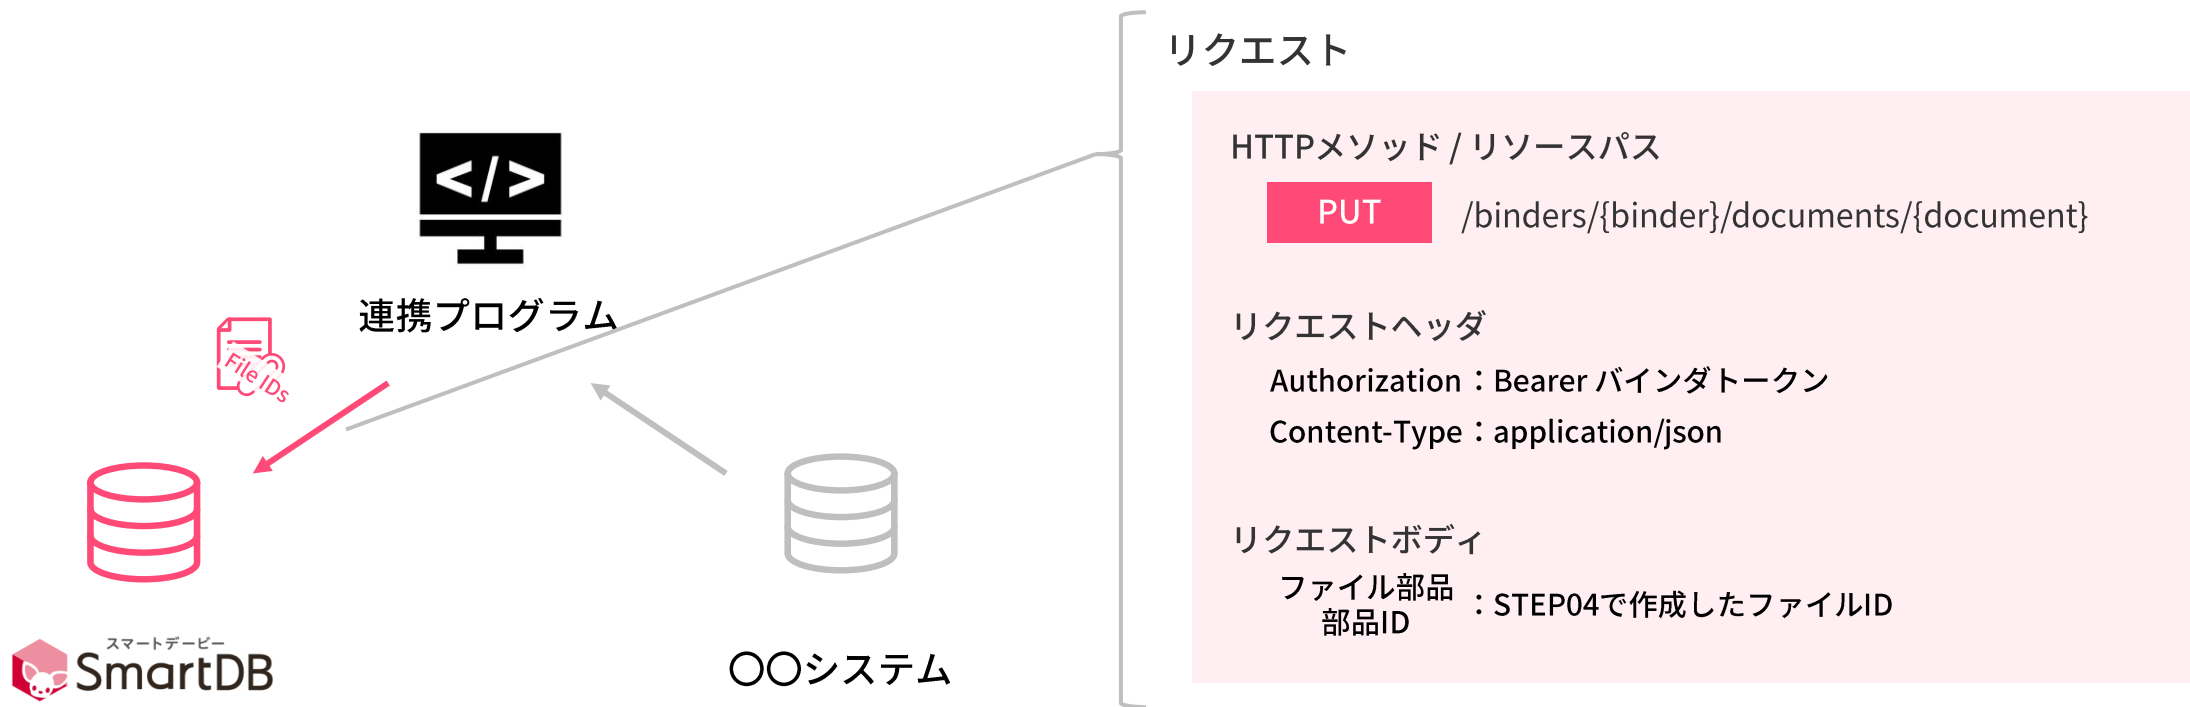 連携プログラム
File IDs
スマートデービー
SmartDB
〇〇システム
リクエスト
HTTPメソッド / リソースパス
PUT /binders/{binder}/documents/{document}
リクエストヘッダ
Authorization：Bearer バインダトークン
Content-Type：application/json
リクエストボディ
ファイル部品
部品ID
：STEP04で作成したファイルID